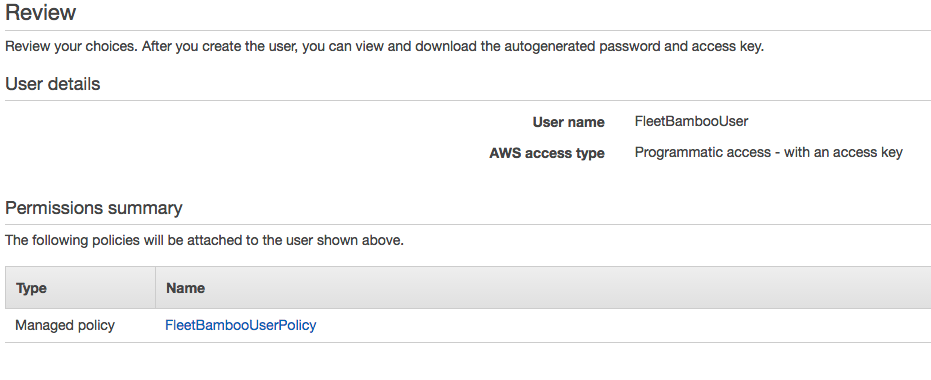 Review
Review your choices. After you create the user, you can view and download the autogenerated password and access key.
User details
User name FleetBambooUser
AWS access type Programmatic access - with an access key
Permissions summary
The following policies will be attached to the user shown above.
Type Name
Managed policy FleetBambooUserPolicy